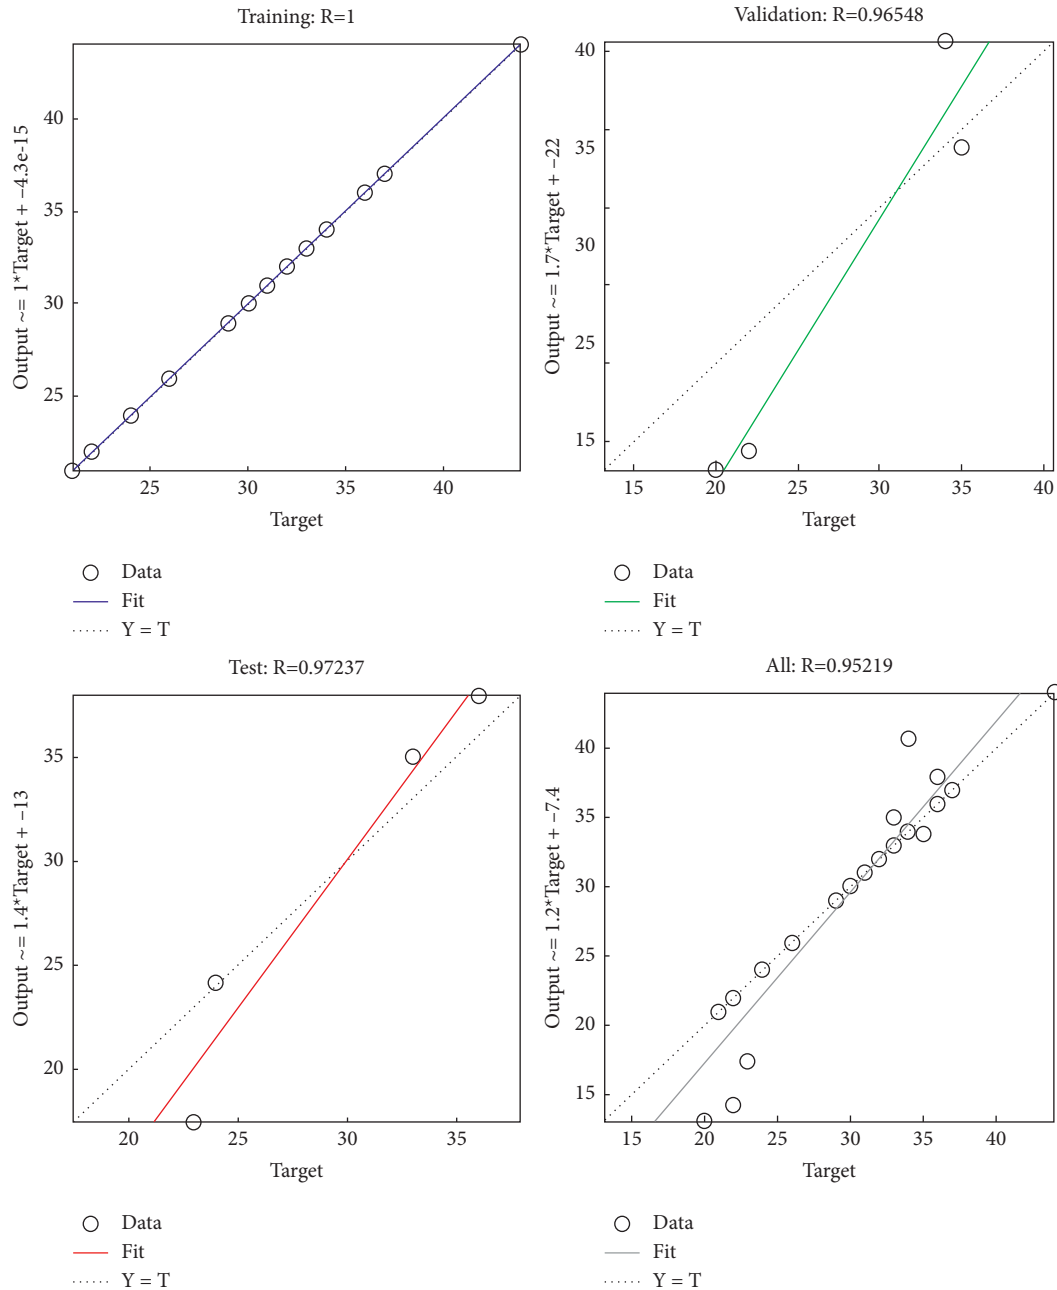 Training: R=1
Output ~= 1*Target + −4.3e-15
40
35
30
25
25
30
35
40
Target
Data
Fit
Y = T
Validation: R=0.96548
Output ~= 1.7*Target + −22
40
35
30
25
15
15
20
25
30
35
40
Target
Data
Fit
Y = T
Test: R=0.97237
Output ~= 1.4*Target + −13
35
30
25
20
20
25
30
35
Target
Data
Fit
Y = T
All: R=0.95219
Output ~= 1.2*Target + −7.4
40
35
30
25
20
15
15
20
25
30
35
40
Target
Data
Fit
Y = T